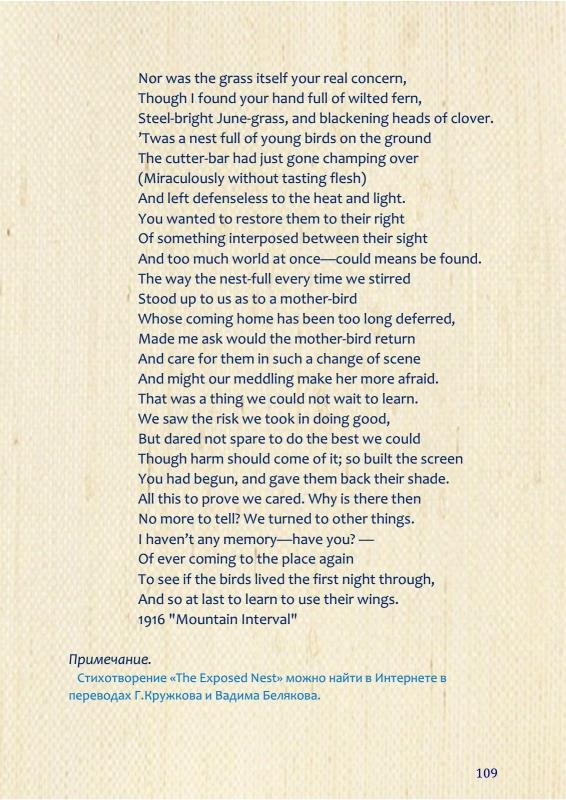 Nor was the grass itself your real concern,
Though I found your hand full of wilted fern,
Steel-bright June-grass, and blackening heads of clover.
’Twas a nest full of young birds on the ground
The cutter-bar had just gone champing over
(Miraculously without tasting flesh)
And left defenseless to the heat and light.
You wanted to restore them to their right
Of something interposed between their sight
And too much world at once—could means be found.
The way the nest-full every time we stirred
Stood up to us as to a mother-bird
Whose coming home has been too long deferred,
Made me ask would the mother-bird return
And care for them in such a change of scene
And might our meddling make her more afraid.
That was a thing we could not wait to learn.
We saw the risk we took in doing good,
But dared not spare to do the best we could
Though harm should come of it; so built the screen
You had begun, and gave them back their shade.
All this to prove we cared. Why is there then
No more to tell? We turned to other things.
I haven’t any memory—have you? —
Of ever coming to the place again
To see if the birds lived the first night through,
And so at last to learn to use their wings.
1916 "Mountain Interval"
Примечание.
Стихотворение «The Exposed Nest» можно найти в Интернете в
переводах Г.Кружкова и Вадима Белякова.
109